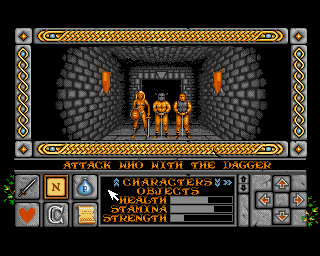 ATTACK WHO WITH THE DAGGER
N
CHARACTERS
OBJECTS
HEALTH
STAMINA
STRENGTH
C